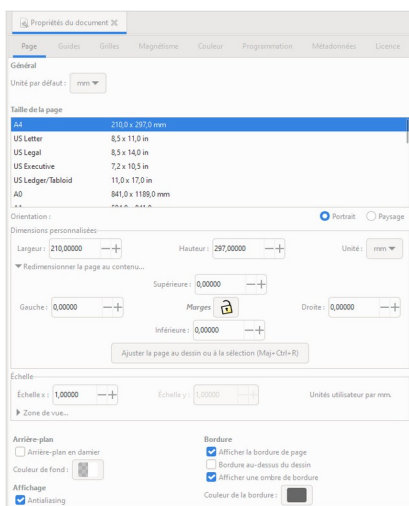 Propriétés du document
Page Guides Grilles Magnétisme Couleur Programmation Métadonnées Licence
Général
Unité par défaut : mm
Taille de la page
A4 210,0 x 297,0 mm
US Letter 8,5 x 11,0 in
US Legal 8,5 x 14,0 in
US Executive 7,2 x 10,5 in
US Ledger/Tabloid 11,0 x 17,0 in
A0 841,0 x 1189,0 mm
Orientation : Portrait Paysage
Dimensions personnalisées
Largeur : 210,00000 Hauteur : 297,00000 Unité : mm
Redimensionner la page au contenu...
Supérieure : 0,00000
Gauche : 0,00000 Marges Droite : 0,00000
Inférieure : 0,00000
Ajuster la page au dessin ou à la sélection (Maj+Ctrl+R)
Échelle
Échelle x : 1,00000 Échelle y : 1,00000 Unités utilisateur par mm.
Zone de vue...
Arrière-plan Bordure
Arrière-plan en damier Afficher la bordure de page
Bordure au-dessus du dessin
Couleur de fond : Afficher une ombre de bordure
Affichage Couleur de la bordure :
Antialiasing